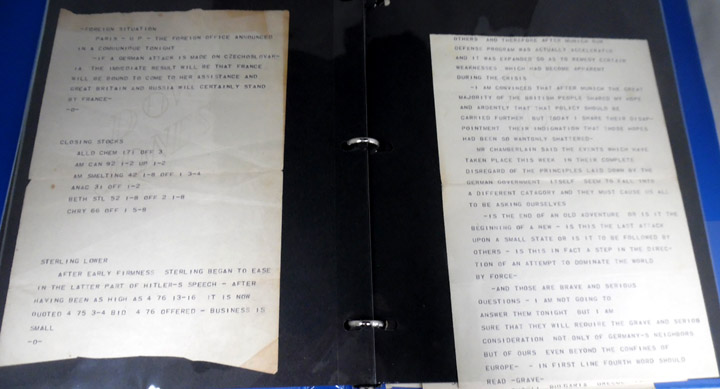 -FOREIGN SITUATION
PARIS - U P - THE FOREIGN OFFICE ANNOUNCED
IN A COMMUNIQUE TONIGHT
-IF A GERMAN ATTACK IS MADE ON CZECHOSLOVAK-
IA THE IMMEDIATE RESULT WILL BE THAT FRANCE
WILL BE BOUND TO COME TO HER ASSISTANCE AND
GREAT BRITAIN AND RUSSIA WILL CERTAINLY STAND
BY FRANCE-
-O-
CLOSING STOCKS
ALLD CHEM 171 OFF 3
AM CAN 92 1-2 UP 1-2
AM SMELTING 42 1-8 OFF 1 3-4
ANAC 31 OFF 1-2
BETH STL 52 1-8 OFF 2 1-8
CHRY 66 OFF 1 5-8
STERLING LOWER
AFTER EARLY FIRMNESS STERLING BEGAN TO EASE
IN THE LATTER PART OF HITLER-S SPEECH - AFTER
HAVING BEEN AS HIGH AS 4 76 13-16 IT IS NOW
QUOTED 4 75 3-4 BID 4 76 OFFERED - BUSINESS IS
SMALL
-O-
OTHERS AND THEREFORE AFTER MUNICH OUR
DEFENSE PROGRAM WAS ACTUALLY ACCELERATED
AND IT WAS EXPANDED SO AS TO REMEDY CERTAIN
WEAKNESSES WHICH HAD BECOME APPARENT
DURING THE CRISIS
-I AM CONVINCED THAT AFTER MUNICH THE GREAT
MAJORITY OF THE BRITISH PEOPLE SHARED MY HOPE
AND ARDENTLY THAT THAT POLICY SHOULD BE
CARRIED FURTHER BUT TODAY I SHARE THEIR DISAP-
POINTMENT THEIR INDIGNATION THAT THOSE HOPES
HAD BEEN SO WANTONLY SHATTERED-
MR CHAMBERLAIN SAID THE EVENTS WHICH HAVE
TAKEN PLACE THIS WEEK IN THEIR COMPLETE
DISREGARD OF THE PRINCIPLES LAID DOWN BY THE
GERMAN GOVERNMENT ITSELF SEEM TO FALL INTO
A DIFFERENT CATAGORY AND THEY MUST CAUSE US ALL
TO BE ASKING OURSELVES
-IS THE END OF AN OLD ADVENTURE OR IS IT THE
BEGINNING OF A NEW - IS THIS THE LAST ATTACK
UPON A SMALL STATE OR IS IT TO BE FOLLOWED BY
OTHERS - IS THIS IN FACT A STEP IN THE DIREC-
TION OF AN ATTEMPT TO DOMINATE THE WORLD
BY FORCE-
-AND THOSE ARE BRAVE AND SERIOUS
QUESTIONS - I AM NOT GOING TO
ANSWER THEM TONIGHT BUT I AM
SURE THAT THEY WILL REQUIRE THE GRAVE AND SERIOU
CONSIDERATION NOT ONLY OF GERMANY-S NEIGHBORS
BUT OF OURS EVEN BEYOND THE CONFINES OF
EUROPE- - IN FIRST LINE FOURTH WORD SHOULD
READ -GRAVE-
BULGARIA